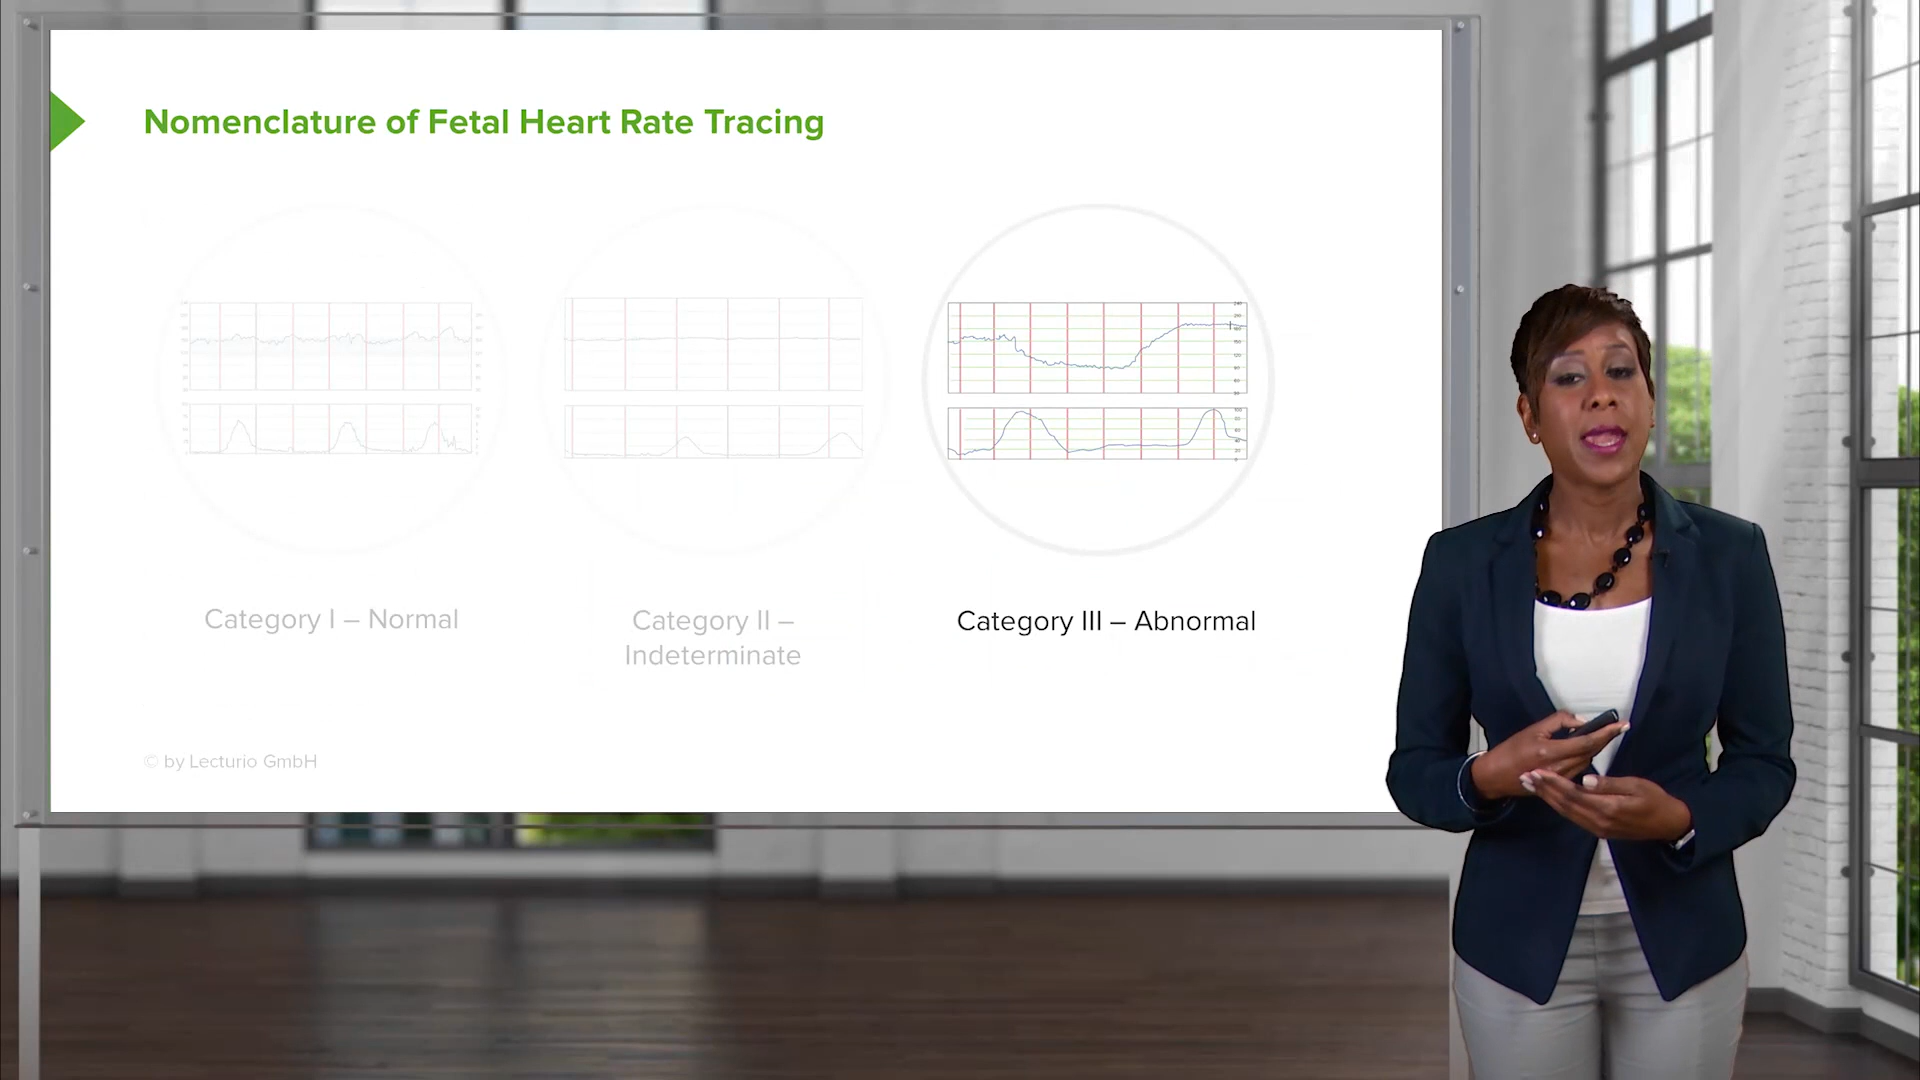 Nomenclature of Fetal Heart Rate Tracing
Category I – Normal
Category II –
Indeterminate
Category III – Abnormal
© by Lecturio GmbH